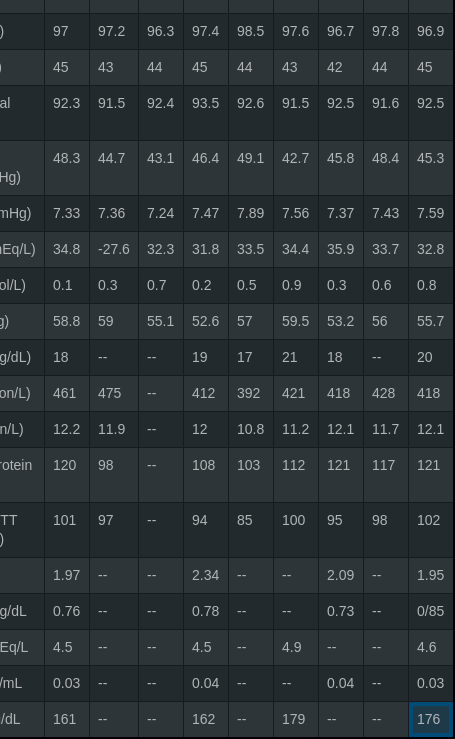 ) 97 97.2 96.3 97.4 98.5 97.6 96.7 97.8 96.9
) 45 43 44 45 44 43 42 44 45
al 92.3 91.5 92.4 93.5 92.6 91.5 92.5 91.6 92.5
48.3 44.7 43.1 46.4 49.1 42.7 45.8 48.4 45.3
Hg)
mHg) 7.33 7.36 7.24 7.47 7.89 7.56 7.37 7.43 7.59
Eq/L) 34.8 -27.6 32.3 31.8 33.5 34.4 35.9 33.7 32.8
ol/L) 0.1 0.3 0.7 0.2 0.5 0.9 0.3 0.6 0.8
g) 58.8 59 55.1 52.6 57 59.5 53.2 56 55.7
g/dL) 18 -- -- 19 17 21 18 -- 20
on/L) 461 475 -- 412 392 421 418 428 418
n/L) 12.2 11.9 -- 12 10.8 11.2 12.1 11.7 12.1
rotein 120 98 -- 108 103 112 121 117 121
TT 101 97 -- 94 85 100 95 98 102
)
1.97 -- -- 2.34 -- -- 2.09 -- 1.95
g/dL 0.76 -- -- 0.78 -- -- 0.73 -- 0/85
Eq/L 4.5 -- -- 4.5 -- 4.9 -- -- 4.6
/mL 0.03 -- -- 0.04 -- -- 0.04 -- 0.03
/dL 161 -- -- 162 -- 179 -- -- 176